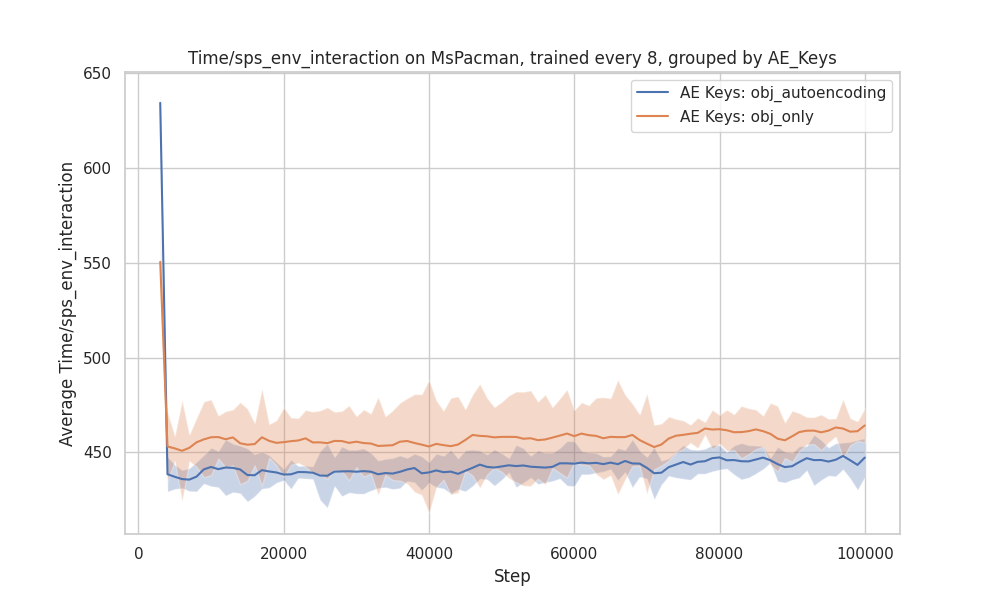 Time/sps_env_interaction on MsPacman, trained every 8, grouped by AE_Keys
AE Keys: obj_autoencoding
AE Keys: obj_only
Average Time/sps_env_interaction
650
600
550
500
450
0
20000
40000
60000
80000
100000
Step